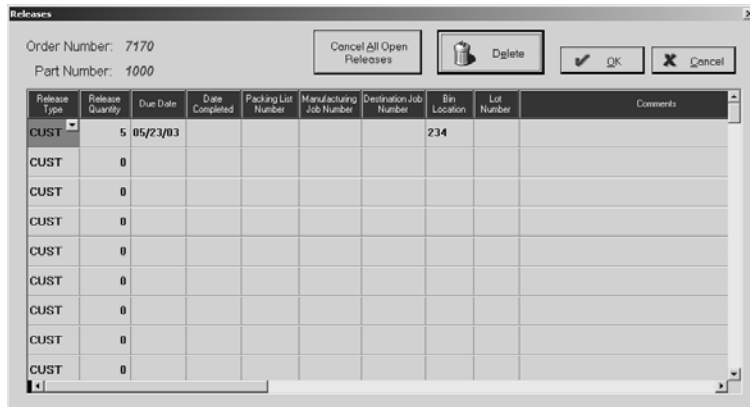 Releases
Order Number: 7170
Part Number: 1000
Cancel All Open
Releases
Delete
OK
Cancel
Release Type Release Quantity Due Date Date Completed Packing List Number Manufacturing Job Number Destination Job Number Bin Location Lot Number Comments
CUST 5 05/23/03 234
CUST 0
CUST 0
CUST 0
CUST 0
CUST 0
CUST 0
CUST 0
CUST 0